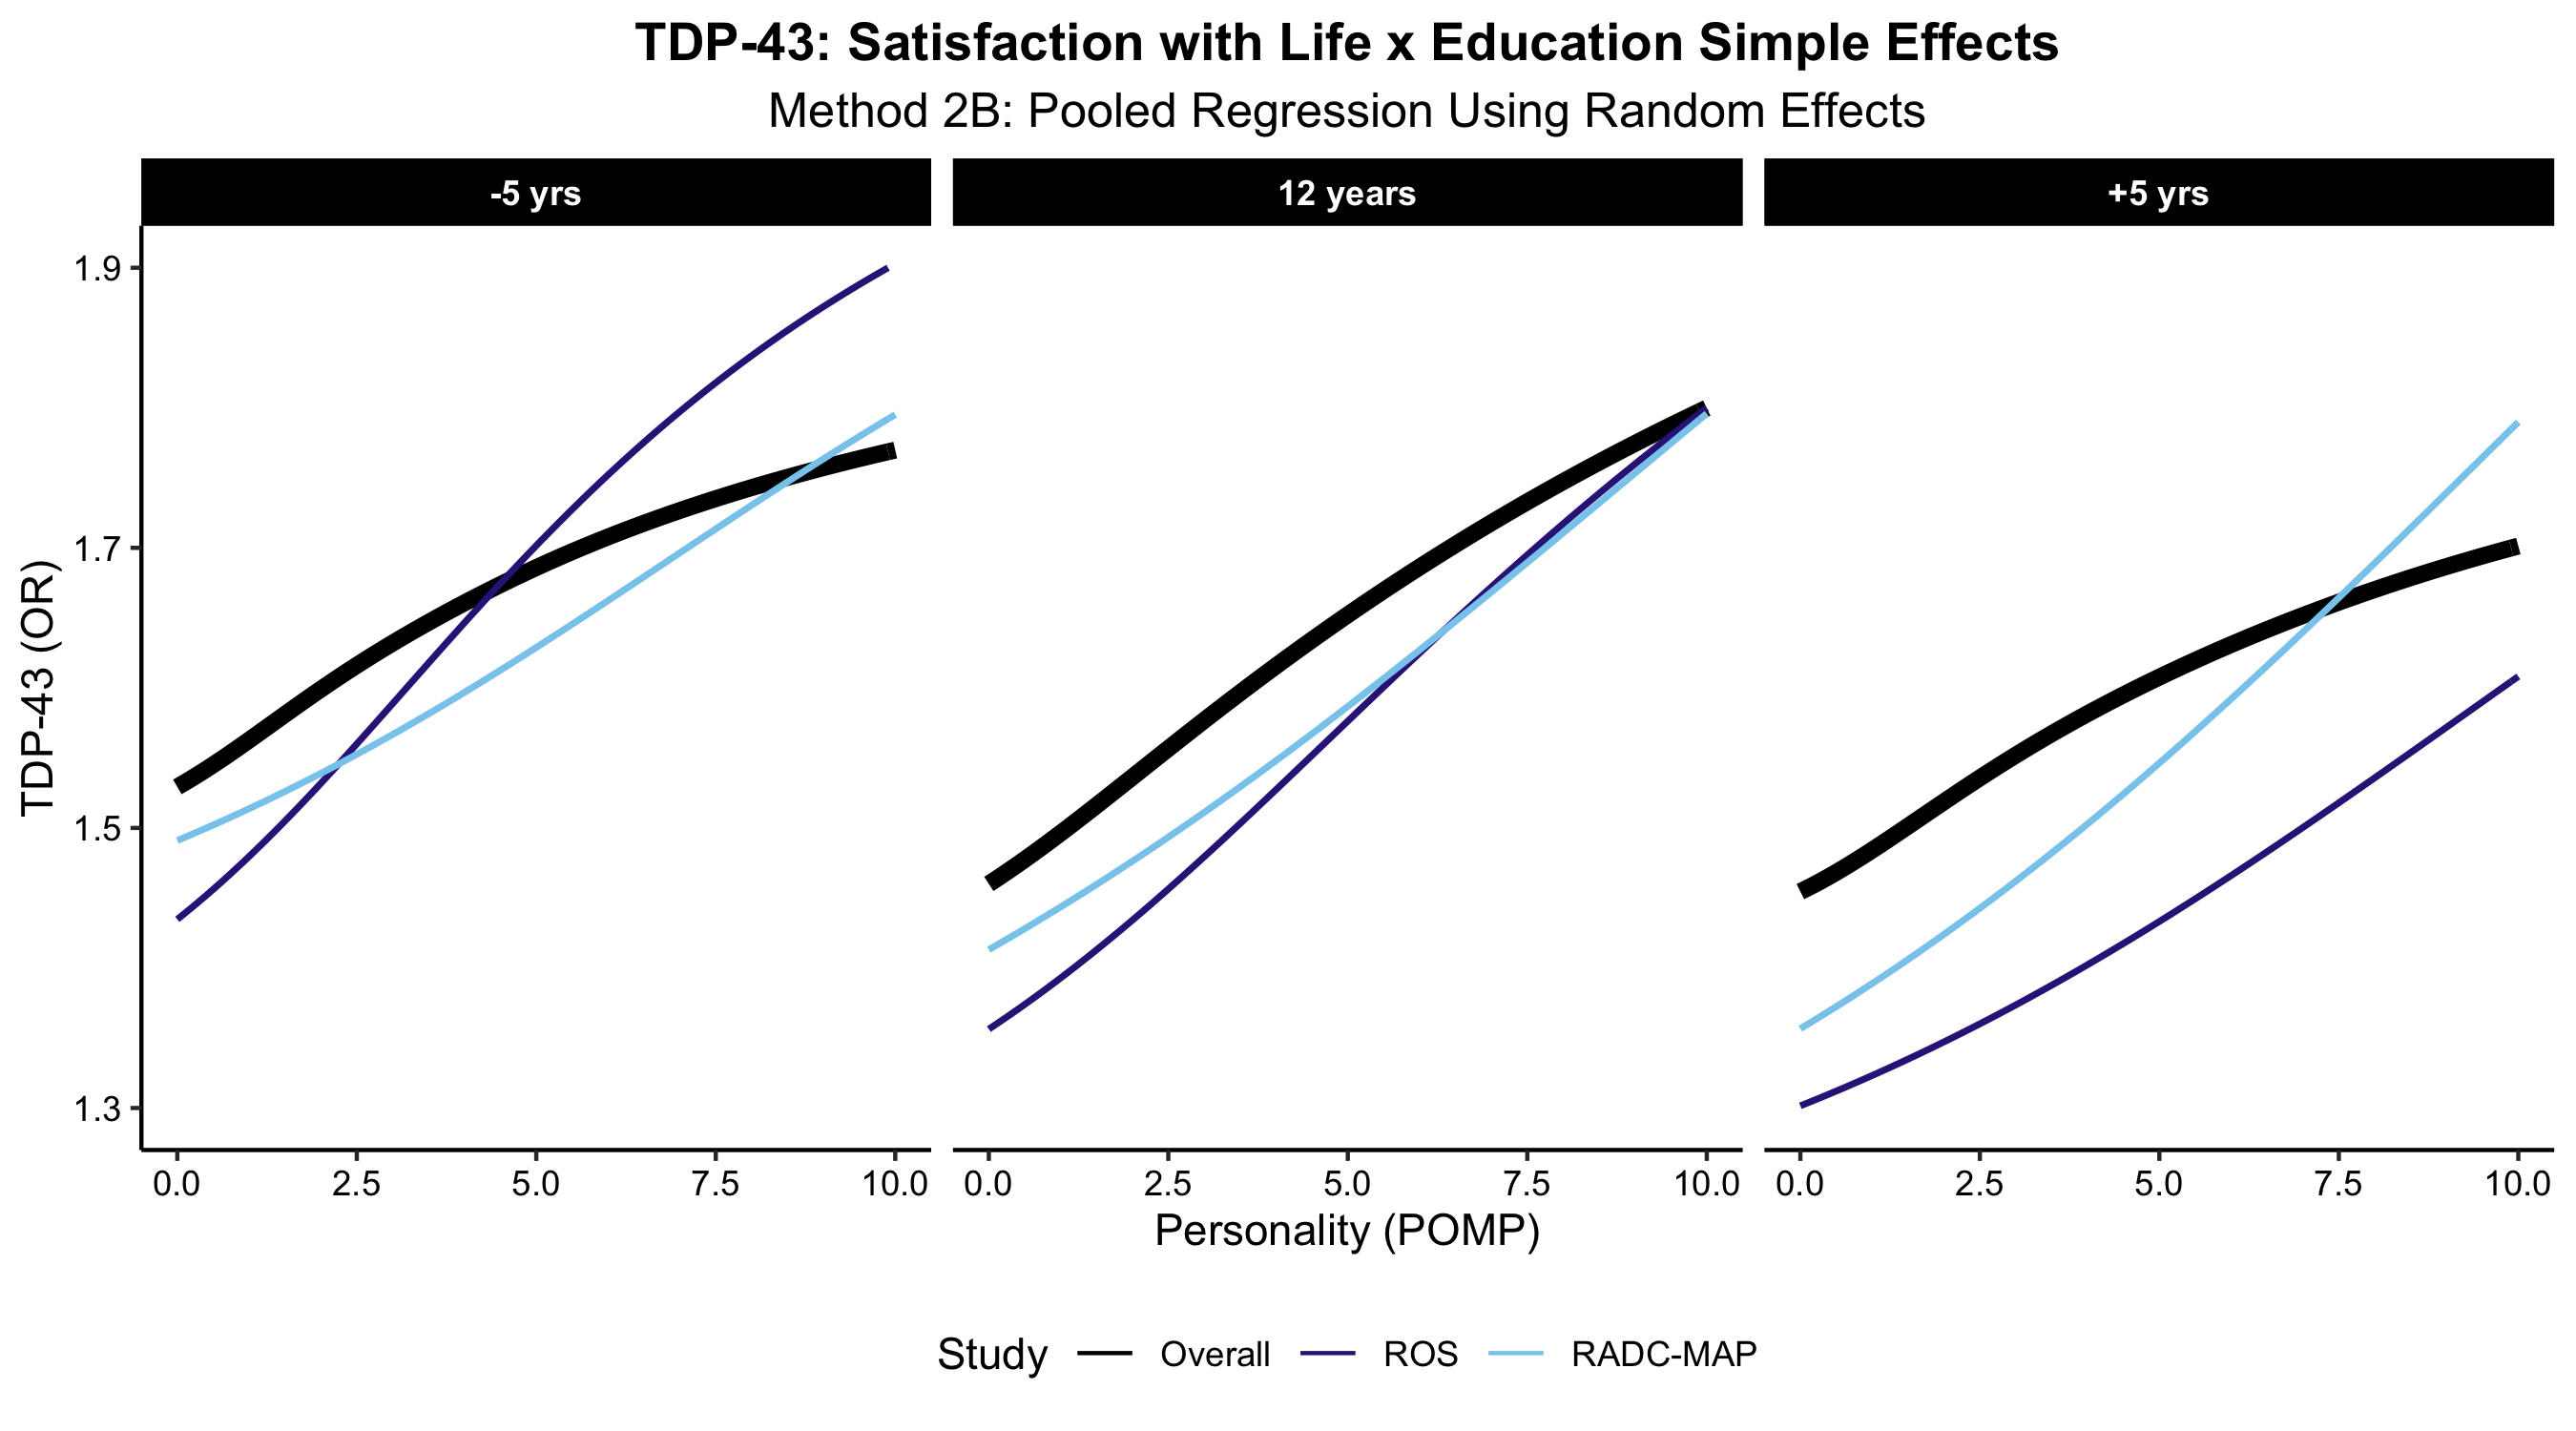 TDP-43: Satisfaction with Life x Education Simple Effects
Method 2B: Pooled Regression Using Random Effects
-5 yrs
12 years
+5 yrs
TDP-43 (OR)
1.9
1.7
1.5
1.3
0.0 2.5 5.0 7.5 10.0
0.0 2.5 5.0 7.5 10.0
0.0 2.5 5.0 7.5 10.0
Personality (POMP)
Study Overall ROS RADC-MAP